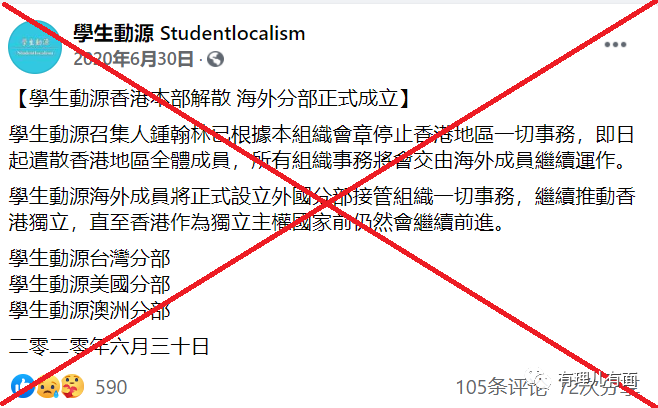 學生動源
Studentlocalism
學生動源 Studentlocalism
2020年6月30日 ·
【學生動源香港本部解散 海外分部正式成立】
學生動源召集人鍾翰林已根據本組織會章停止香港地區一切事務，即日
起遣散香港地區全體成員，所有組織事務將會交由海外成員繼續運作。
學生動源海外成員將正式設立外國分部接管組織一切事務，繼續推動香
港獨立，直至香港作為獨立主權國家前仍然會繼續前進。
學生動源台灣分部
學生動源美國分部
學生動源澳洲分部
二零二零年六月三十日
590
105条评论 72次分享
有理儿有面